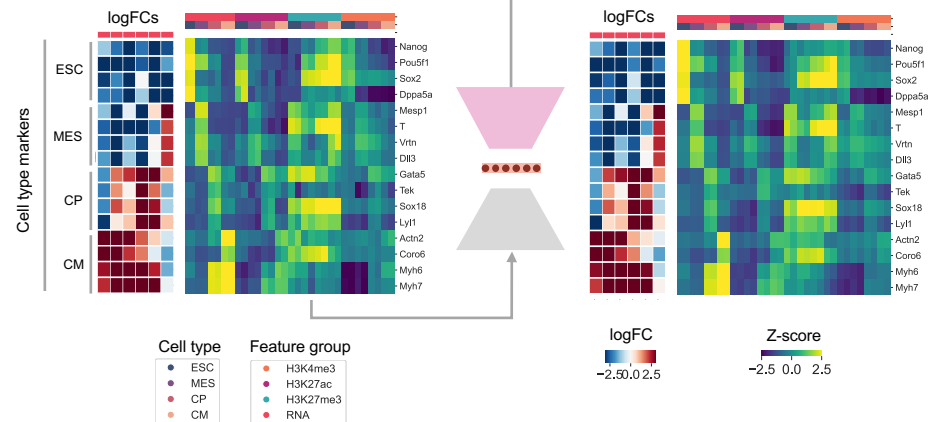 logFCs
Cell type markers
ESC
MES
CP
CM
Nanog
Pou5f1
Sox2
Dppa5a
Mesp1
T
Vrtn
Dll3
Gata5
Tek
Sox18
Lyl1
Actn2
Coro6
Myh6
Myh7
logFCs
Nanog
Pou5f1
Sox2
Dppa5a
Mesp1
T
Vrtn
Dll3
Gata5
Tek
Sox18
Lyl1
Actn2
Coro6
Myh6
Myh7
Cell type
ESC
MES
CP
CM
Feature group
H3K4me3
H3K27ac
H3K27me3
RNA
logFC
−2.5 0.0 2.5
Z-score
−2.5 0.0 2.5